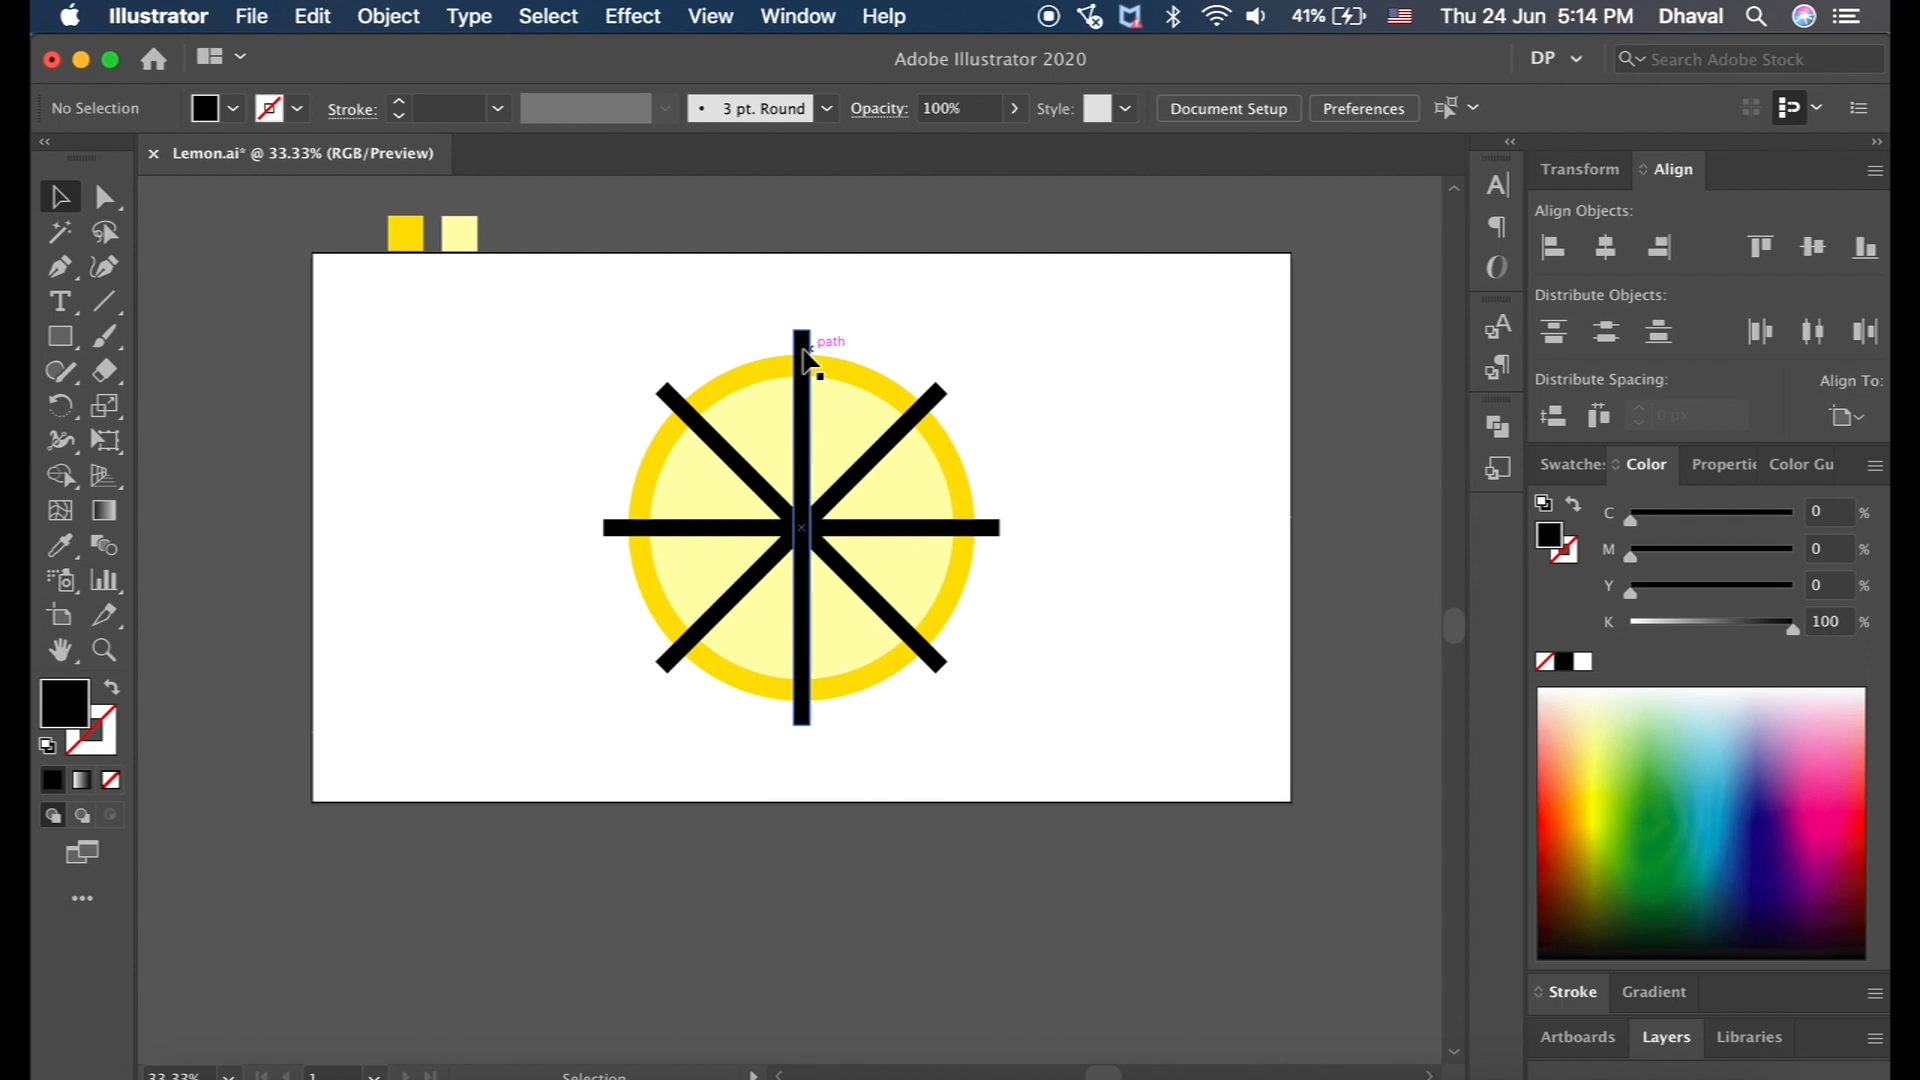 Illustrator File Edit Object Type Select Effect View Window Help 41% Thu 24 Jun 5:14 PM Dhaval
Adobe Illustrator 2020 DP Search Adobe Stock
No Selection Stroke: 3 pt. Round Opacity: 100% Style: Document Setup Preferences
Lemon.ai* @ 33.33% (RGB/Preview)
Transform Align
Align Objects:
Distribute Objects:
Distribute Spacing: Align To:
0 px
path
Swatches Color Properti Color Gu
C 0 %
M 0 %
Y 0 %
K 100 %
Stroke Gradient
Artboards Layers Libraries
33.33% 1 Selection